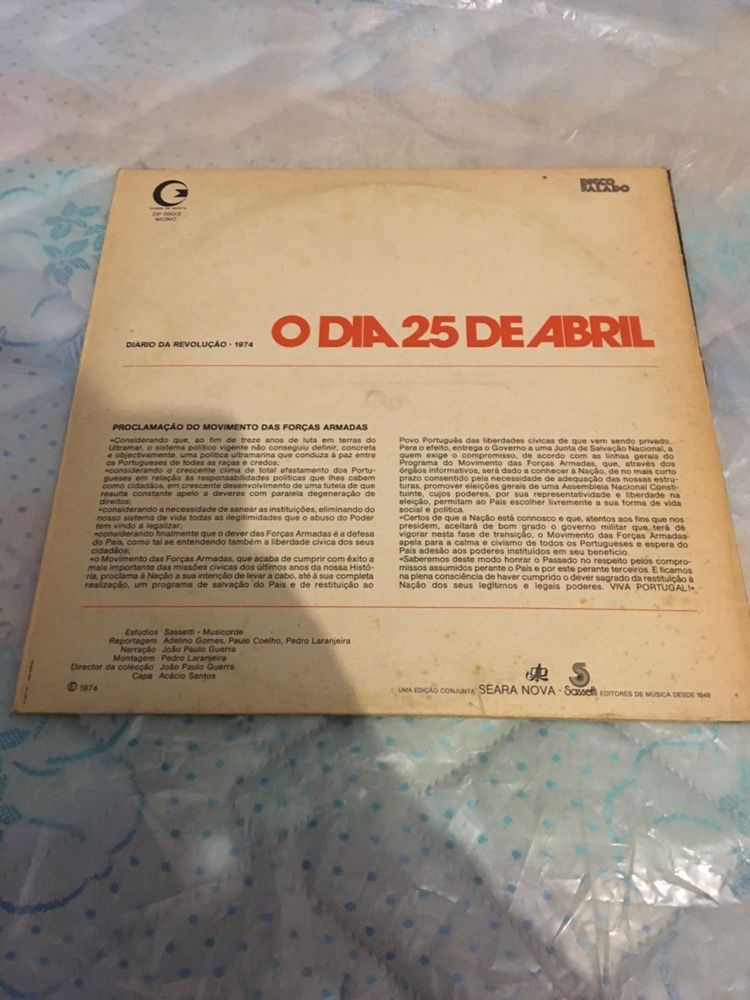 GUILDA DA MÚSICA
DP 050/2
MONO
DISCO
FALADO
DIÁRIO DA REVOLUÇÃO · 1974
O DIA 25 DE ABRIL
PROCLAMAÇÃO DO MOVIMENTO DAS FORÇAS ARMADAS
«Considerando que, ao fim de treze anos de luta em terras do
Ultramar, o sistema político vigente não conseguiu definir, concreta
e objectivamente, uma política ultramarina que conduza à paz entre
os Portugueses de todas as raças e credos;
«considerando o crescente clima de total afastamento dos Portu-
gueses em relação às responsabilidades políticas que lhes cabem
como cidadãos, em crescente desenvolvimento de uma tutela de que
resulta constante apelo a deveres com paralela degeneração de
direitos;
«considerando a necessidade de sanear as instituições, eliminando do
nosso sistema de vida todas as ilegitimidades que o abuso do Poder
tem vindo a legalizar;
«considerando finalmente que o dever das Forças Armadas é a defesa
do País, como tal se entendendo também a liberdade cívica dos seus
cidadãos;
«o Movimento das Forças Armadas, que acaba de cumprir com êxito a
mais importante das missões cívicas dos últimos anos da nossa Histó-
ria, proclama à Nação a sua intenção de levar a cabo, até à sua completa
realização, um programa de salvação do País e de restituição ao
Povo Português das liberdades cívicas de que vem sendo privado.
Para o efeito, entrega o Governo a uma Junta de Salvação Nacional, a
quem exige o compromisso, de acordo com as linhas gerais do
Programa do Movimento das Forças Armadas, que, através dos
órgãos informativos, será dado a conhecer à Nação, de no mais curto
prazo consentido pela necessidade de adequação das nossas estru-
turas, promover eleições gerais de uma Assembleia Nacional Consti-
tuinte, cujos poderes, por sua representatividade e liberdade na
eleição, permitam ao País escolher livremente a sua forma de vida
social e política.
«Certos de que a Nação está connosco e que, atentos aos fins que nos
presidem, aceitará de bom grado o governo militar que terá de
vigorar nesta fase de transição, o Movimento das Forças Armadas
apela para a calma e civismo de todos os Portugueses e espera do
País adesão aos poderes instituídos em seu benefício.
«Saberemos deste modo honrar o Passado no respeito pelos compro-
missos assumidos perante o País e por este perante terceiros. E ficamos
na plena consciência de haver cumprido o dever sagrado da restituição à
Nação dos seus legítimos e legais poderes. VIVA PORTUGAL!»
Estúdios Sassetti - Musicorde
Reportagem Adelino Gomes, Paulo Coelho, Pedro Laranjeira
Narração João Paulo Guerra
Montagem Pedro Laranjeira
Director da colecção João Paulo Guerra
Capa Acácio Santos
Ⓟ 1974
UMA EDIÇÃO CONJUNTA SEARA NOVA · Sassetti EDITORES DE MÚSICA DESDE 1848